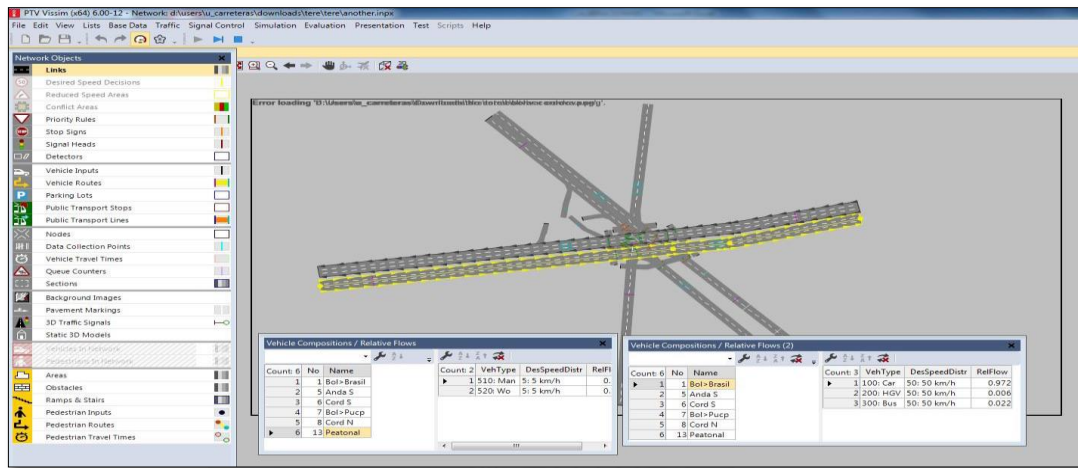 PTV Vissim (x64) 6.00-12 - Network: d:\users\u_carreteras\downloads\tere\tere\another.inpx
File Edit View Lists Base Data Traffic Signal Control Simulation Evaluation Presentation Test Scripts Help
Network Objects
Links
Desired Speed Decisions
Reduced Speed Areas
Conflict Areas
Priority Rules
Stop Signs
Signal Heads
Detectors
Vehicle Inputs
Vehicle Routes
Parking Lots
Public Transport Stops
Public Transport Lines
Nodes
Data Collection Points
Vehicle Travel Times
Queue Counters
Sections
Background Images
Pavement Markings
3D Traffic Signals
Static 3D Models
Vehicles In Network
Pedestrians In Network
Areas
Obstacles
Ramps & Stairs
Pedestrian Inputs
Pedestrian Routes
Pedestrian Travel Times
Error loading
Vehicle Compositions / Relative Flows
Count: 6 No Name
1 1 Bol>Brasil
2 5 Anda S
3 6 Cord S
4 7 Bol>Pucp
5 8 Cord N
6 13 Peatonal
Count: 2 VehType DesSpeedDistr RelFl
1 510: Man 5: 5 km/h 0.
2 520: Wo 5: 5 km/h 0.
Vehicle Compositions / Relative Flows (2)
Count: 6 No Name
1 1 Bol>Brasil
2 5 Anda S
3 6 Cord S
4 7 Bol>Pucp
5 8 Cord N
6 13 Peatonal
Count: 3 VehType DesSpeedDistr RelFlow
1 100: Car 50: 50 km/h 0.972
2 200: HGV 50: 50 km/h 0.006
3 300: Bus 50: 50 km/h 0.022